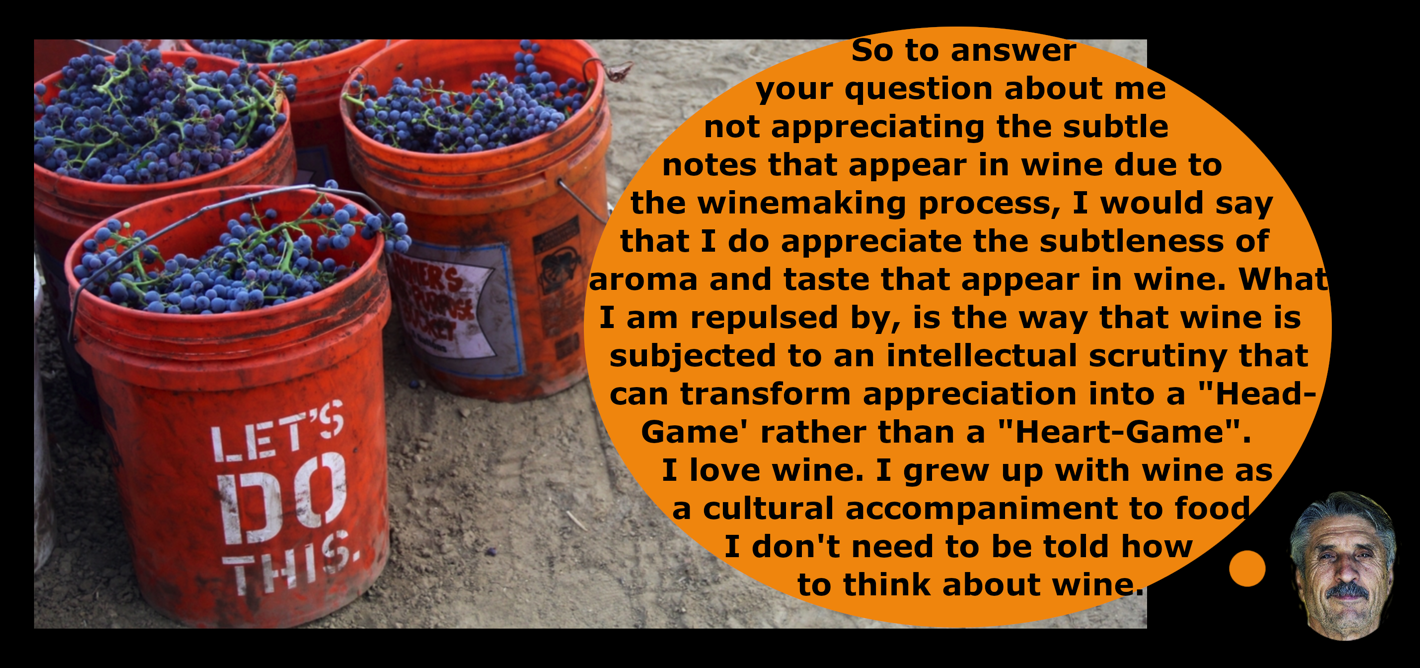 So to answer
your question about me
not appreciating the subtle
notes that appear in wine due to
the winemaking process, I would say
that I do appreciate the subtleness of
aroma and taste that appear in wine. What
I am repulsed by, is the way that wine is
subjected to an intellectual scrutiny that
can transform appreciation into a "Head-
Game' rather than a "Heart-Game".
I love wine. I grew up with wine as
a cultural accompaniment to food
I don't need to be told how
to think about wine.
LET'S
DO
THIS.